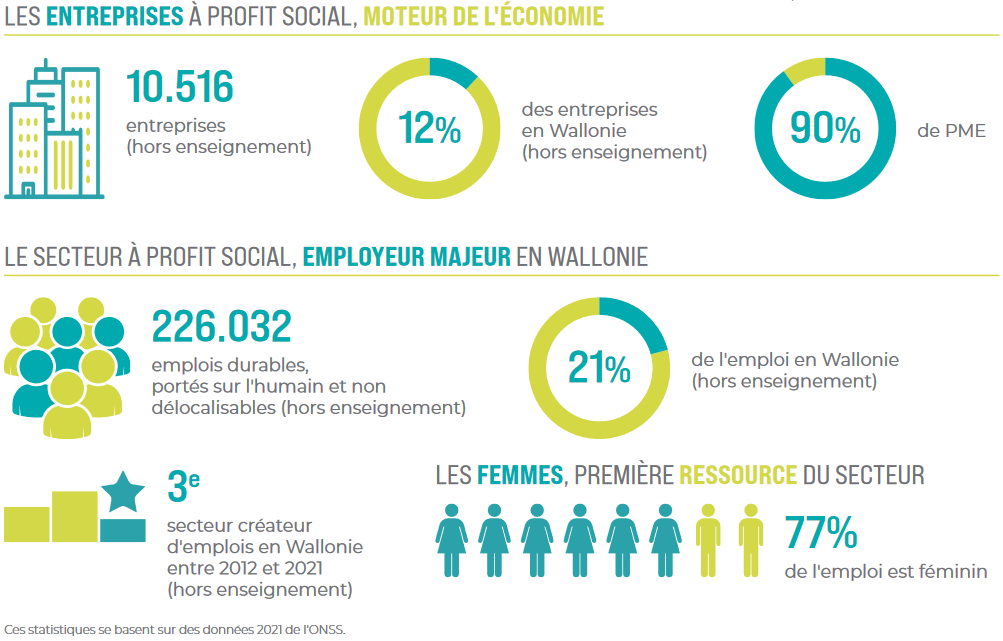 LES ENTREPRISES À PROFIT SOCIAL, MOTEUR DE L'ÉCONOMIE
10.516
entreprises
(hors enseignement)
12%
des entreprises
en Wallonie
(hors enseignement)
90%
de PME
LE SECTEUR À PROFIT SOCIAL, EMPLOYEUR MAJEUR EN WALLONIE
226.032
emplois durables,
portés sur l'humain et non
délocalisables (hors enseignement)
21%
de l'emploi en Wallonie
(hors enseignement)
3e
secteur créateur
d'emplois en Wallonie
entre 2012 et 2021
(hors enseignement)
LES FEMMES, PREMIÈRE RESSOURCE DU SECTEUR
77%
de l'emploi est féminin
Ces statistiques se basent sur des données 2021 de l'ONSS.